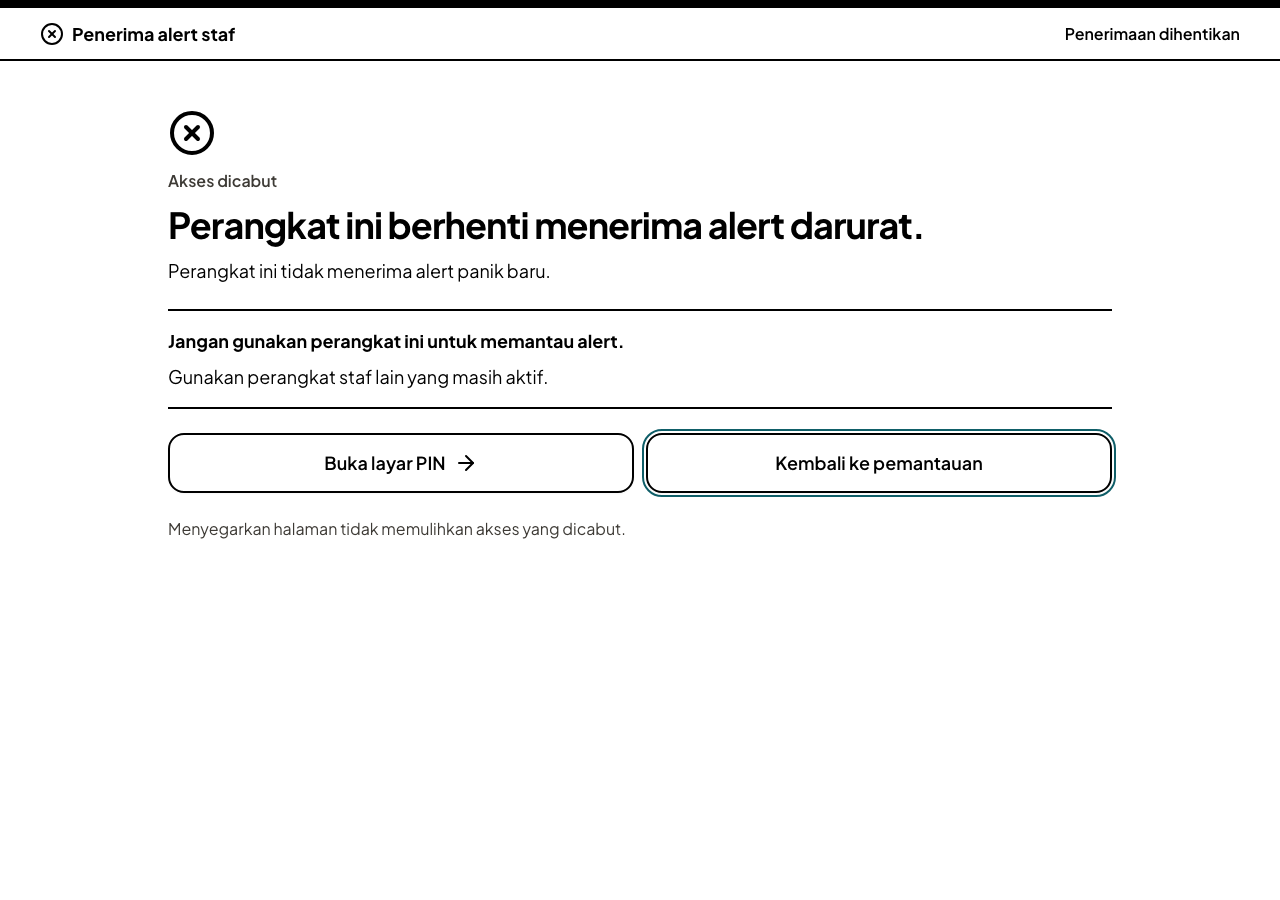 Penerima alert staf
Penerimaan dihentikan
Akses dicabut
Perangkat ini berhenti menerima alert darurat.
Perangkat ini tidak menerima alert panik baru.
Jangan gunakan perangkat ini untuk memantau alert.
Gunakan perangkat staf lain yang masih aktif.
Buka layar PIN
Kembali ke pemantauan
Menyegarkan halaman tidak memulihkan akses yang dicabut.